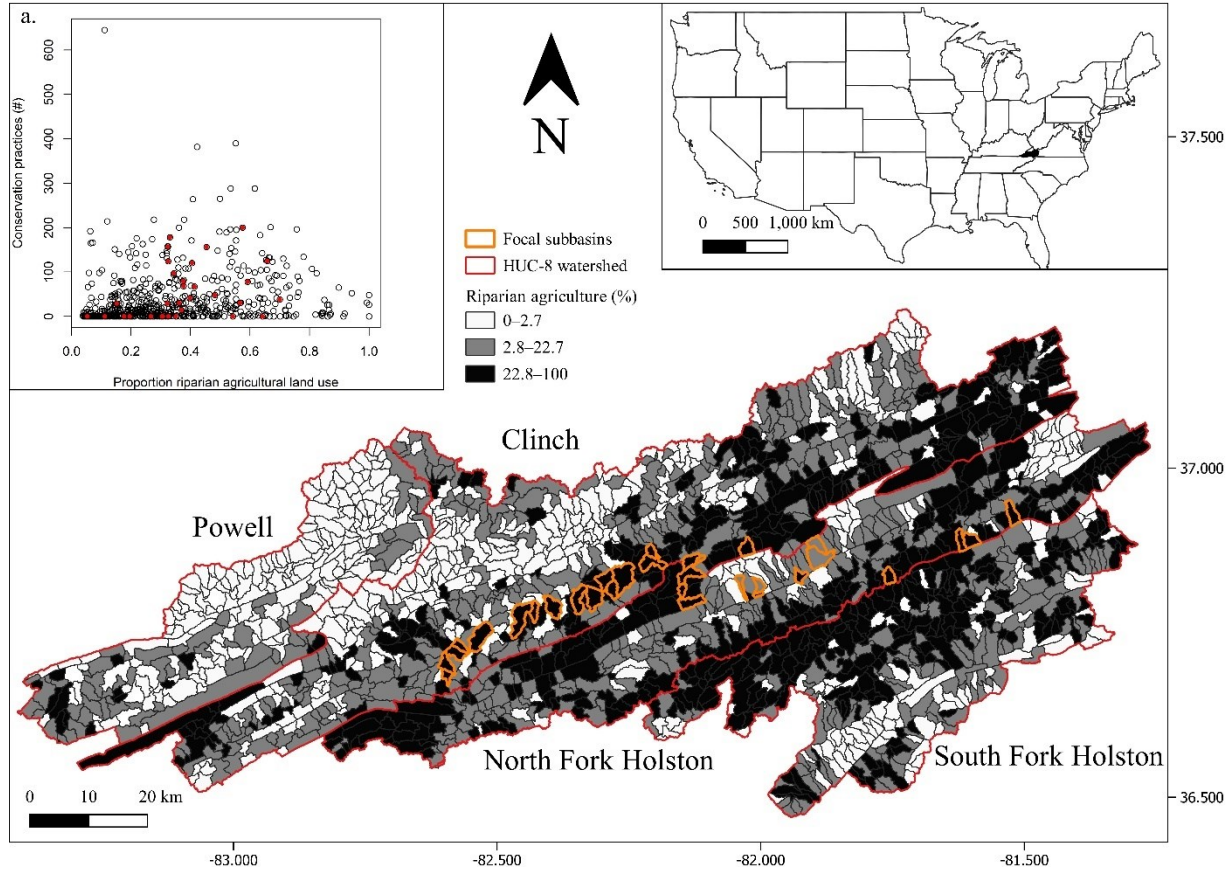 a.
Conservation practices (#)
600
500
400
300
200
100
0
0.0 0.2 0.4 0.6 0.8 1.0
Proportion riparian agricultural land use
N
0 500 1,000 km
37.500
Focal subbasins
HUC-8 watershed
Riparian agriculture (%)
0–2.7
2.8–22.7
22.8–100
Clinch
Powell
37.000
North Fork Holston
South Fork Holston
0 10 20 km
36.500
-83.000 -82.500 -82.000 -81.500